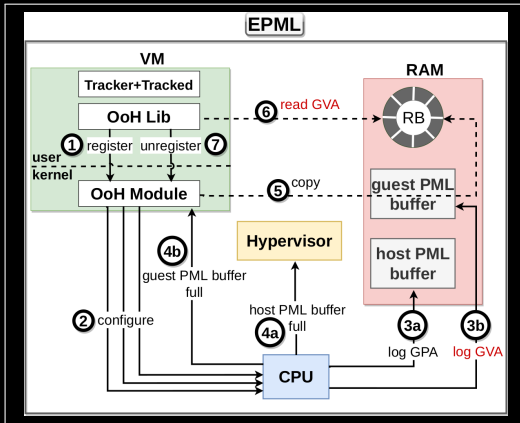 EPML
VM
RAM
Tracker+Tracked
OoH Lib
6 read GVA
RB
1 register unregister 7
user
kernel
OoH Module
5 copy
guest PML
buffer
4b
guest PML buffer
full
Hypervisor
host PML
buffer
2 configure
host PML buffer
full
4a
3a
log GPA
3b
log GVA
CPU